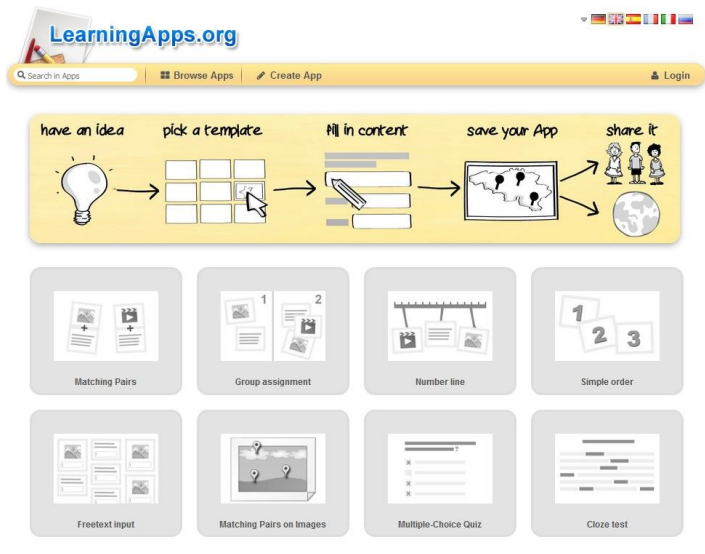 LearningApps.org
Search in Apps
Browse Apps
Create App
Login
have an idea
pick a template
fill in content
save your App
share it
1
2
1
2
3
Matching Pairs
Group assignment
Number line
Simple order
?
Freetext input
Matching Pairs on Images
Multiple-Choice Quiz
Cloze test